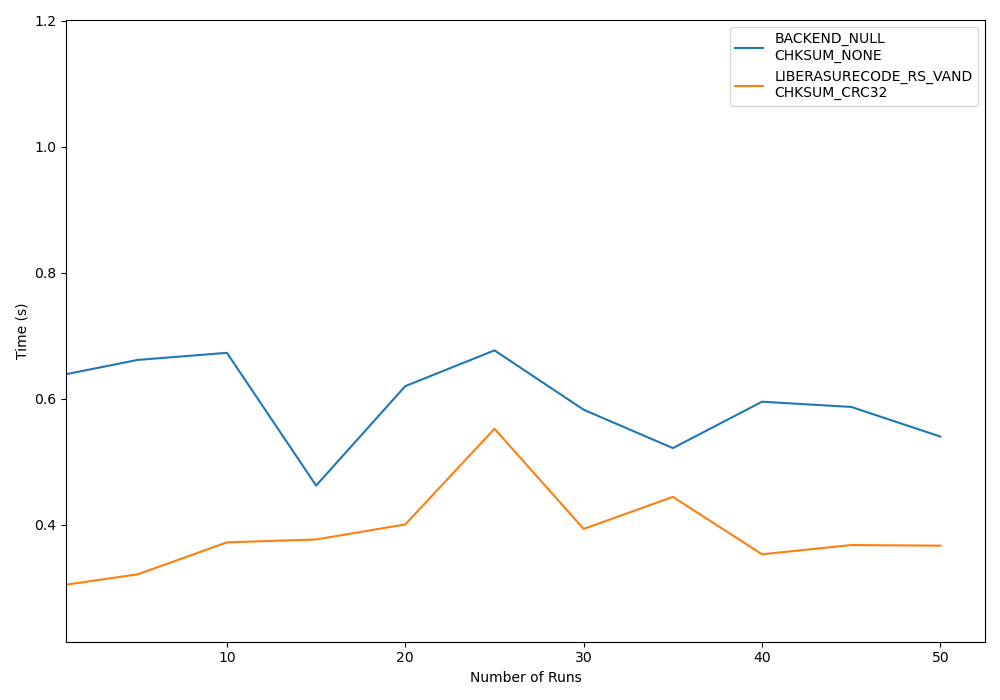 1.2
1.0
0.8
0.6
0.4
Time (s)
10
20
30
40
50
Number of Runs
BACKEND_NULL
CHKSUM_NONE
LIBERASURECODE_RS_VAND
CHKSUM_CRC32